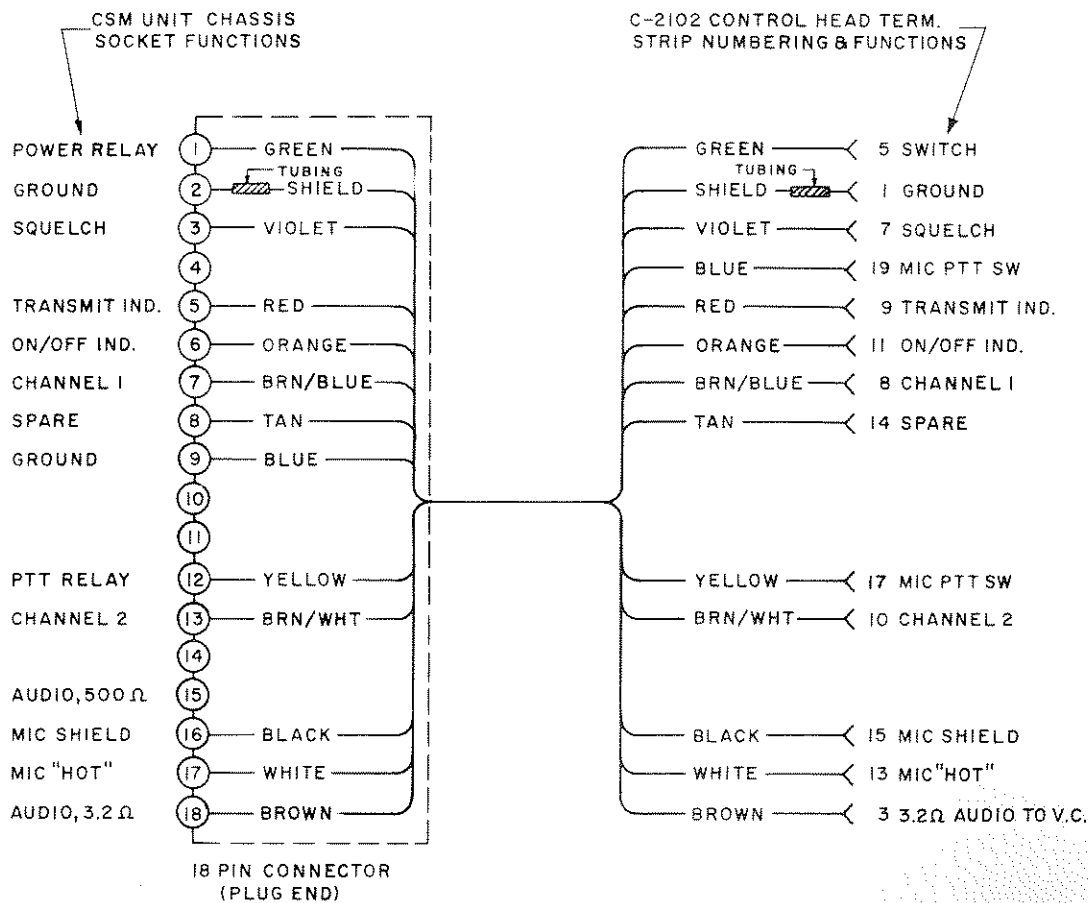 CSM UNIT CHASSIS
SOCKET FUNCTIONS
C-2102 CONTROL HEAD TERM.
STRIP NUMBERING & FUNCTIONS
POWER RELAY 1 GREEN GREEN 5 SWITCH
TUBING TUBING
GROUND 2 SHIELD SHIELD 1 GROUND
SQUELCH 3 VIOLET VIOLET 7 SQUELCH
4 BLUE 19 MIC PTT SW
TRANSMIT IND. 5 RED RED 9 TRANSMIT IND.
ON/OFF IND. 6 ORANGE ORANGE 11 ON/OFF IND.
CHANNEL 1 7 BRN/BLUE BRN/BLUE 8 CHANNEL 1
SPARE 8 TAN TAN 14 SPARE
GROUND 9 BLUE
10
11
PTT RELAY 12 YELLOW YELLOW 17 MIC PTT SW
CHANNEL 2 13 BRN/WHT BRN/WHT 10 CHANNEL 2
14
AUDIO, 500 Ω 15
MIC SHIELD 16 BLACK BLACK 15 MIC SHIELD
MIC "HOT" 17 WHITE WHITE 13 MIC "HOT"
AUDIO, 3.2 Ω 18 BROWN BROWN 3 3.2Ω AUDIO TO V.C.
18 PIN CONNECTOR
(PLUG END)